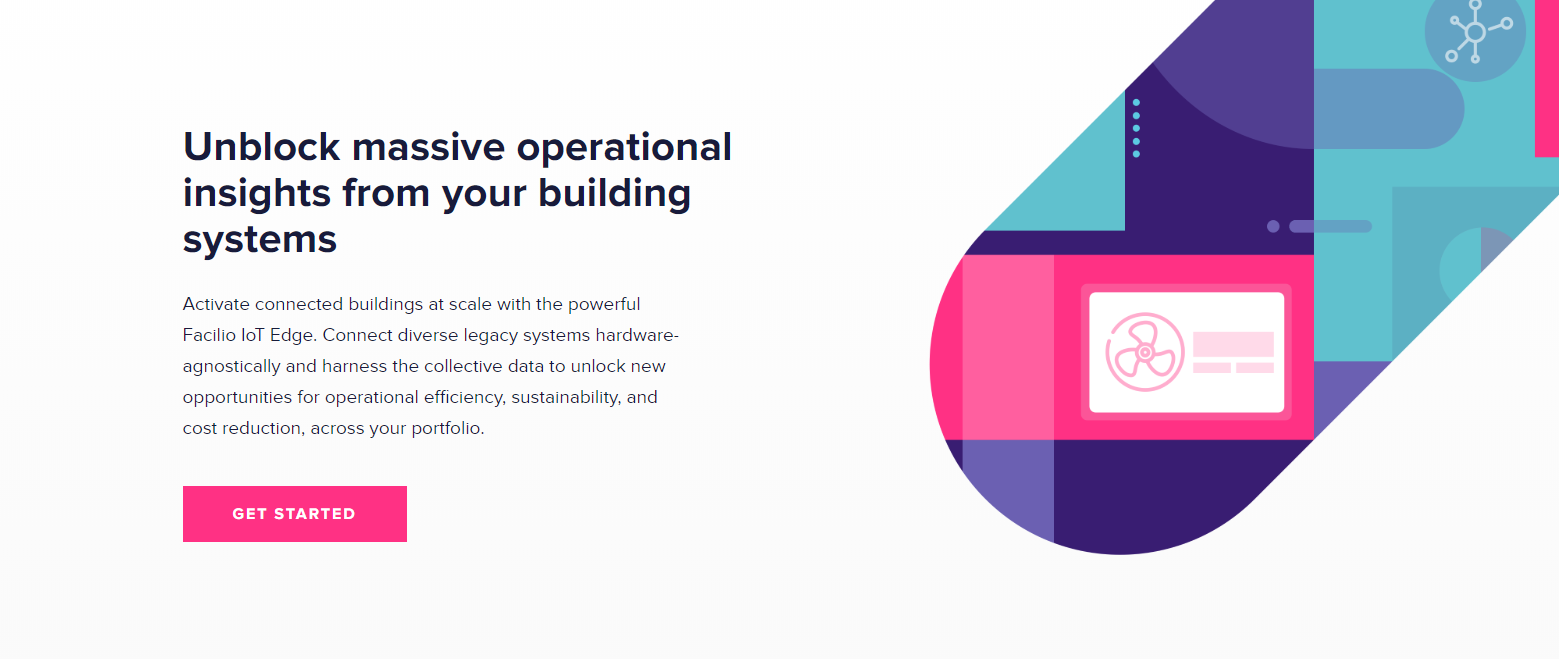 Unblock massive operational
insights from your building
systems
Activate connected buildings at scale with the powerful
Facilio IoT Edge. Connect diverse legacy systems hardware-
agnostically and harness the collective data to unlock new
opportunities for operational efficiency, sustainability, and
cost reduction, across your portfolio.
GET STARTED